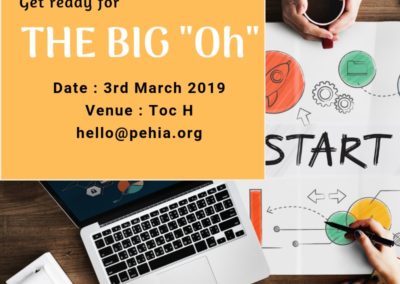 Get ready for
THE BIG "Oh"
Date : 3rd March 2019
Venue : Toc H
hello@pehia.org
START